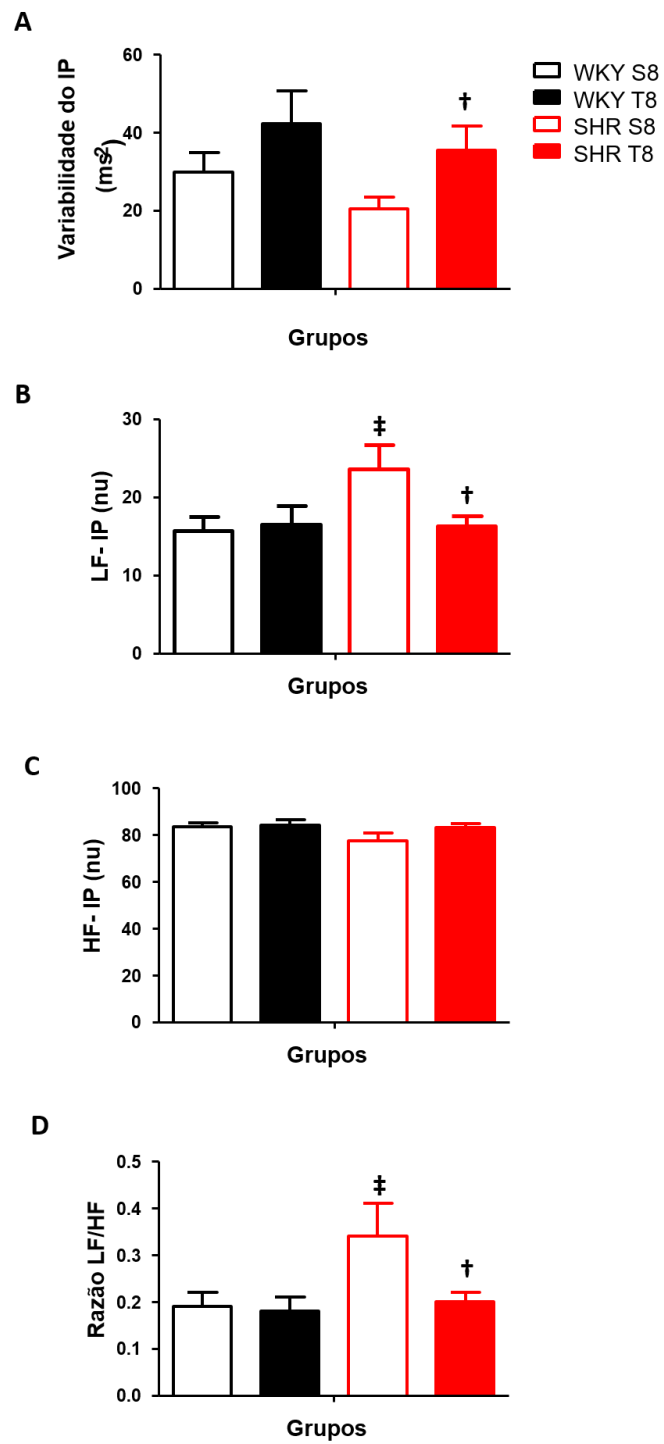 A
Variabilidade do IP
(ms2)
60
40
20
0
†
Grupos
WKY S8
WKY T8
SHR S8
SHR T8
B
LF- IP (nu)
30
20
10
0
‡
†
Grupos
C
HF- IP (nu)
100
80
60
40
20
0
Grupos
D
Razão LF/HF
0.5
0.4
0.3
0.2
0.1
0.0
‡
†
Grupos